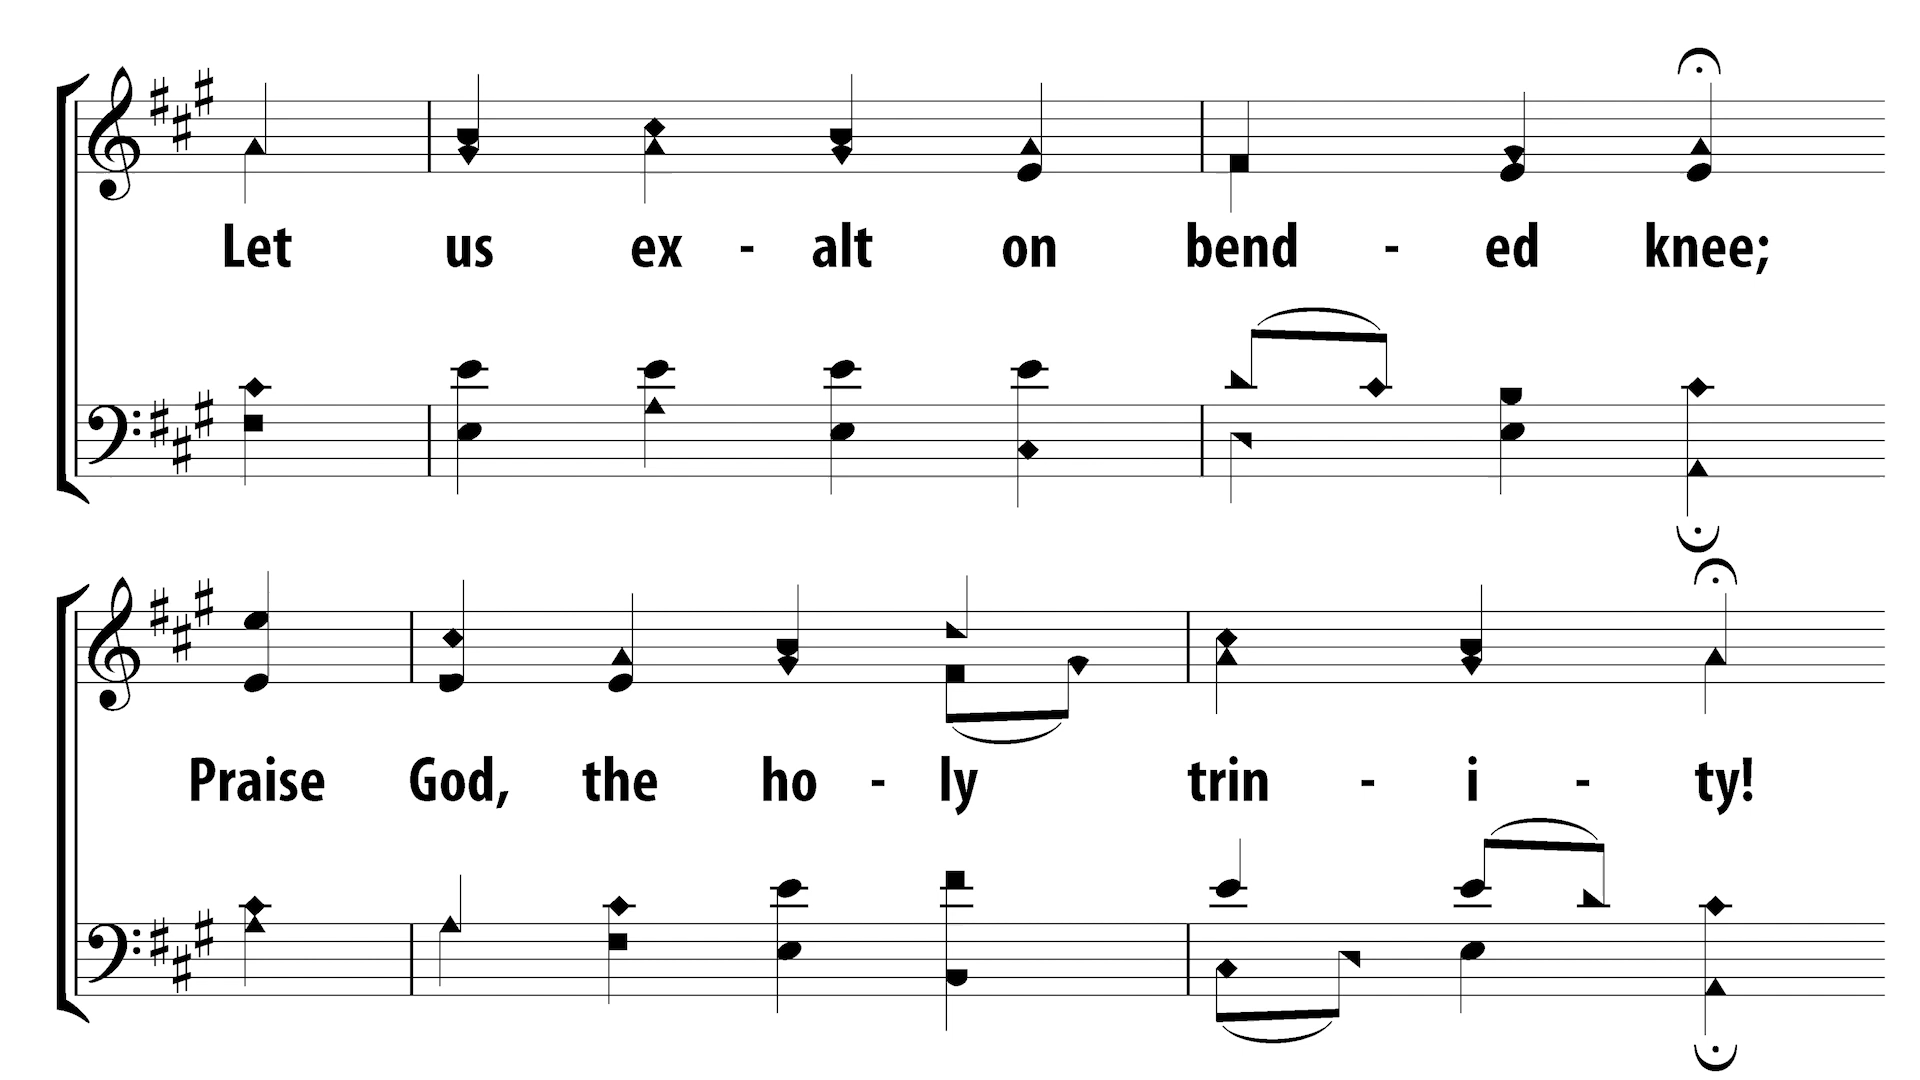 Let us ex - alt on bend - ed knee;
Praise God, the ho - ly trin - i - ty!